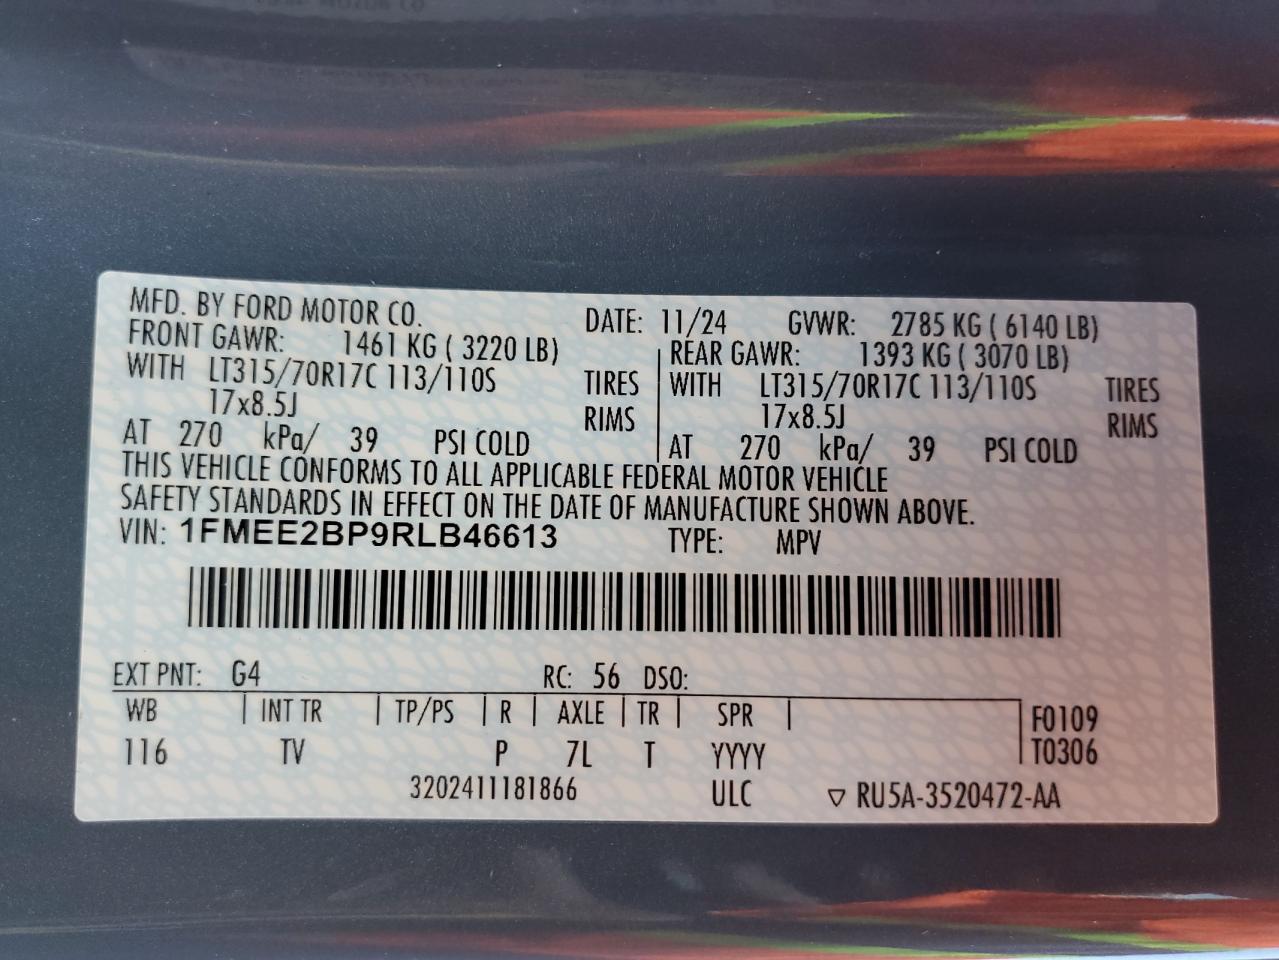 MFD. BY FORD MOTOR CO.
DATE: 11/24 GVWR: 2785 KG ( 6140 LB)
FRONT GAWR: 1461 KG ( 3220 LB)
REAR GAWR: 1393 KG ( 3070 LB)
WITH LT315/70R17C 113/110S TIRES
WITH LT315/70R17C 113/110S TIRES
17x8.5J RIMS
17x8.5J RIMS
AT 270 kPa/ 39 PSI COLD
AT 270 kPa/ 39 PSI COLD
THIS VEHICLE CONFORMS TO ALL APPLICABLE FEDERAL MOTOR VEHICLE
SAFETY STANDARDS IN EFFECT ON THE DATE OF MANUFACTURE SHOWN ABOVE.
VIN: 1FMEE2BP9RLB46613 TYPE: MPV
EXT PNT: G4 RC: 56 DSO:
WB | INT TR | TP/PS | R | AXLE | TR | SPR | F0109
116 TV P 7L T YYYY T0306
3202411181866 ULC ▽ RU5A-3520472-AA